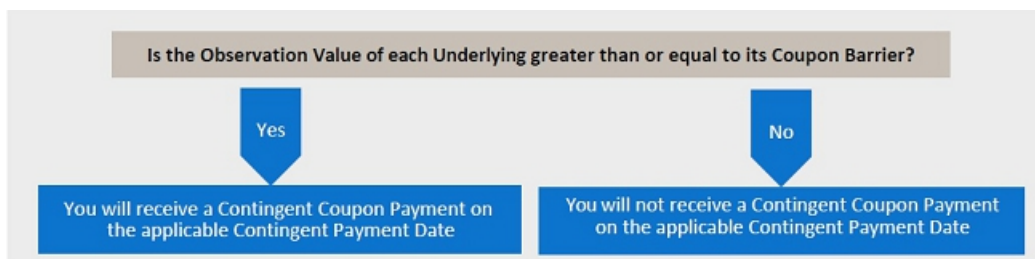 Is the Observation Value of each Underlying greater than or equal to its Coupon Barrier?
Yes
No
You will receive a Contingent Coupon Payment on
the applicable Contingent Payment Date
You will not receive a Contingent Coupon Payment
on the applicable Contingent Payment Date